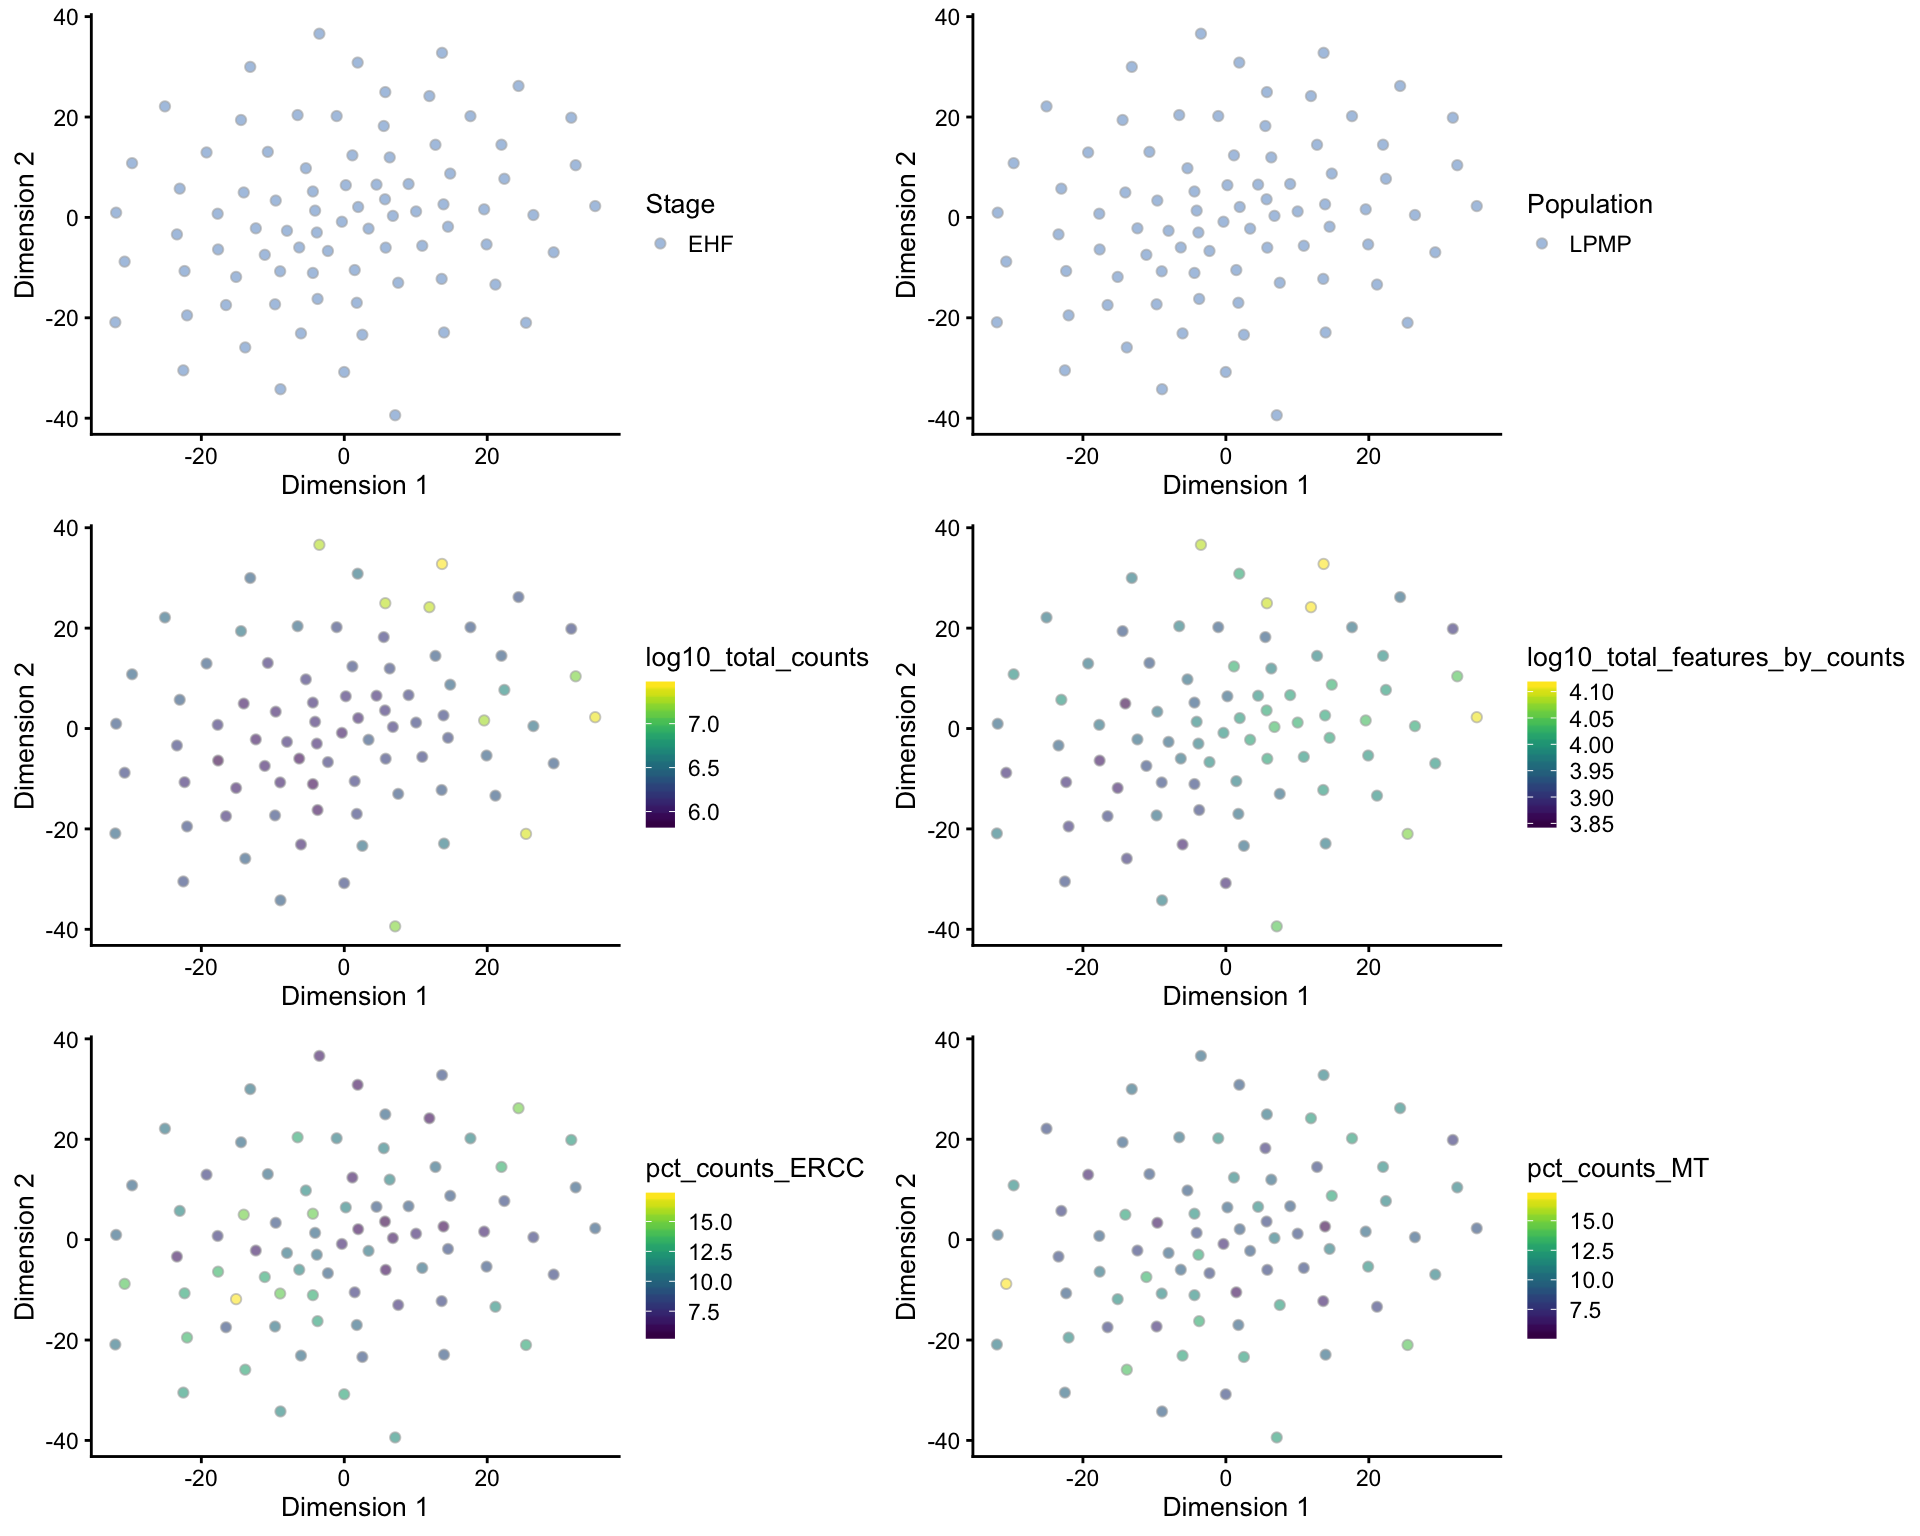 40
20
0
-20
-40
Dimension 2
-20 0 20
Dimension 1
Stage
EHF
40
20
0
-20
-40
Dimension 2
-20 0 20
Dimension 1
Population
LPMP
40
20
0
-20
-40
Dimension 2
-20 0 20
Dimension 1
log10_total_counts
7.0
6.5
6.0
40
20
0
-20
-40
Dimension 2
-20 0 20
Dimension 1
log10_total_features_by_counts
4.10
4.05
4.00
3.95
3.90
3.85
40
20
0
-20
-40
Dimension 2
-20 0 20
Dimension 1
pct_counts_ERCC
15.0
12.5
10.0
7.5
40
20
0
-20
-40
Dimension 2
-20 0 20
Dimension 1
pct_counts_MT
15.0
12.5
10.0
7.5